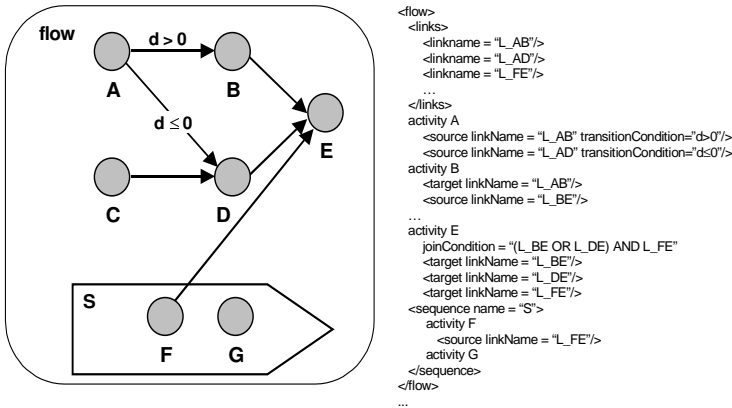 flow
d > 0
A
B
d ≤ 0
E
C
D
S
F
G
<flow>
<links>
<linkname = “L_AB”/>
<linkname = “L_AD”/>
<linkname = “L_FE”/>
…
</links>
activity A
<source linkName = “L_AB” transitionCondition=”d>0”/>
<source linkName = “L_AD” transitionCondition=”d≤0”/>
activity B
<target linkName = “L_AB”/>
<source linkName = “L_BE”/>
…
activity E
joinCondition = “(L_BE OR L_DE) AND L_FE”
<target linkName = “L_BE”/>
<target linkName = “L_DE”/>
<target linkName = “L_FE”/>
<sequence name = “S”>
activity F
<source linkName = “L_FE”/>
activity G
</sequence>
</flow>
...